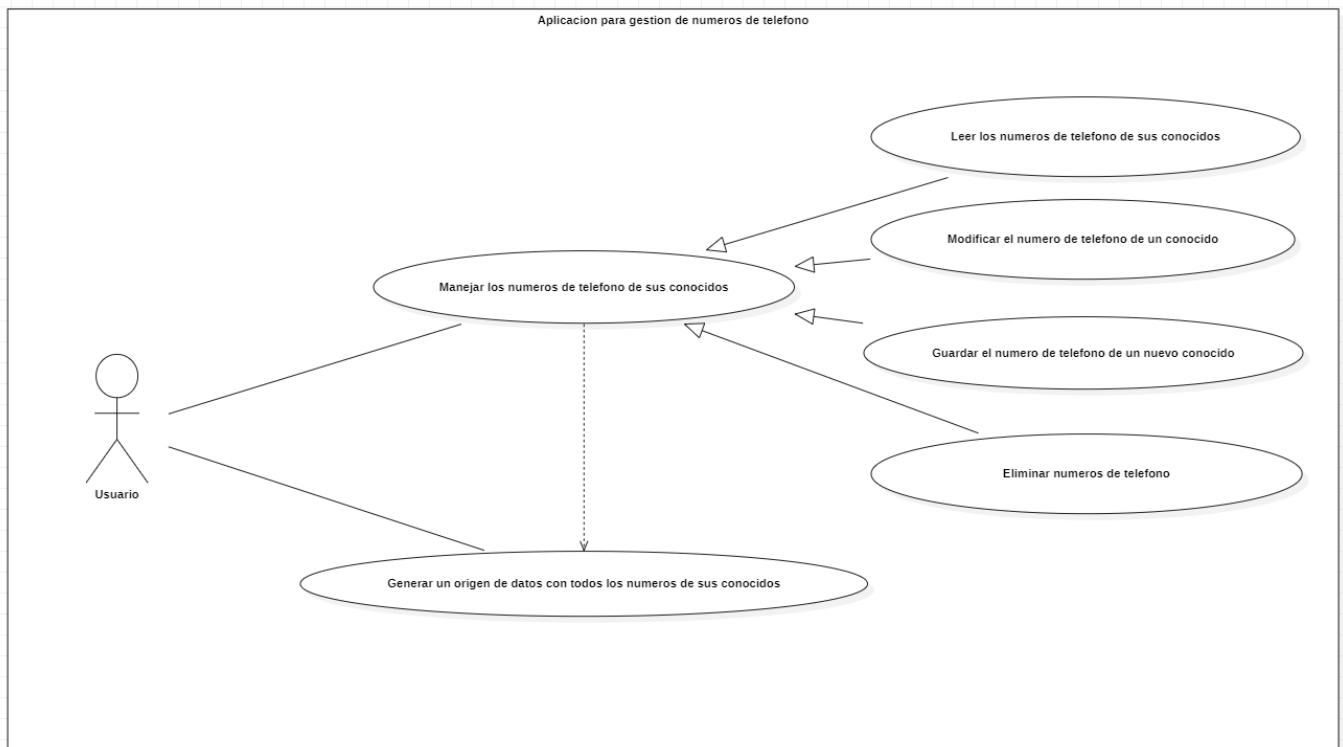 Aplicacion para gestion de numeros de telefono
Leer los numeros de telefono de sus conocidos
Modificar el numero de telefono de un conocido
Manejar los numeros de telefono de sus conocidos
Guardar el numero de telefono de un nuevo conocido
Eliminar numeros de telefono
Usuario
Generar un origen de datos con todos los numeros de sus conocidos